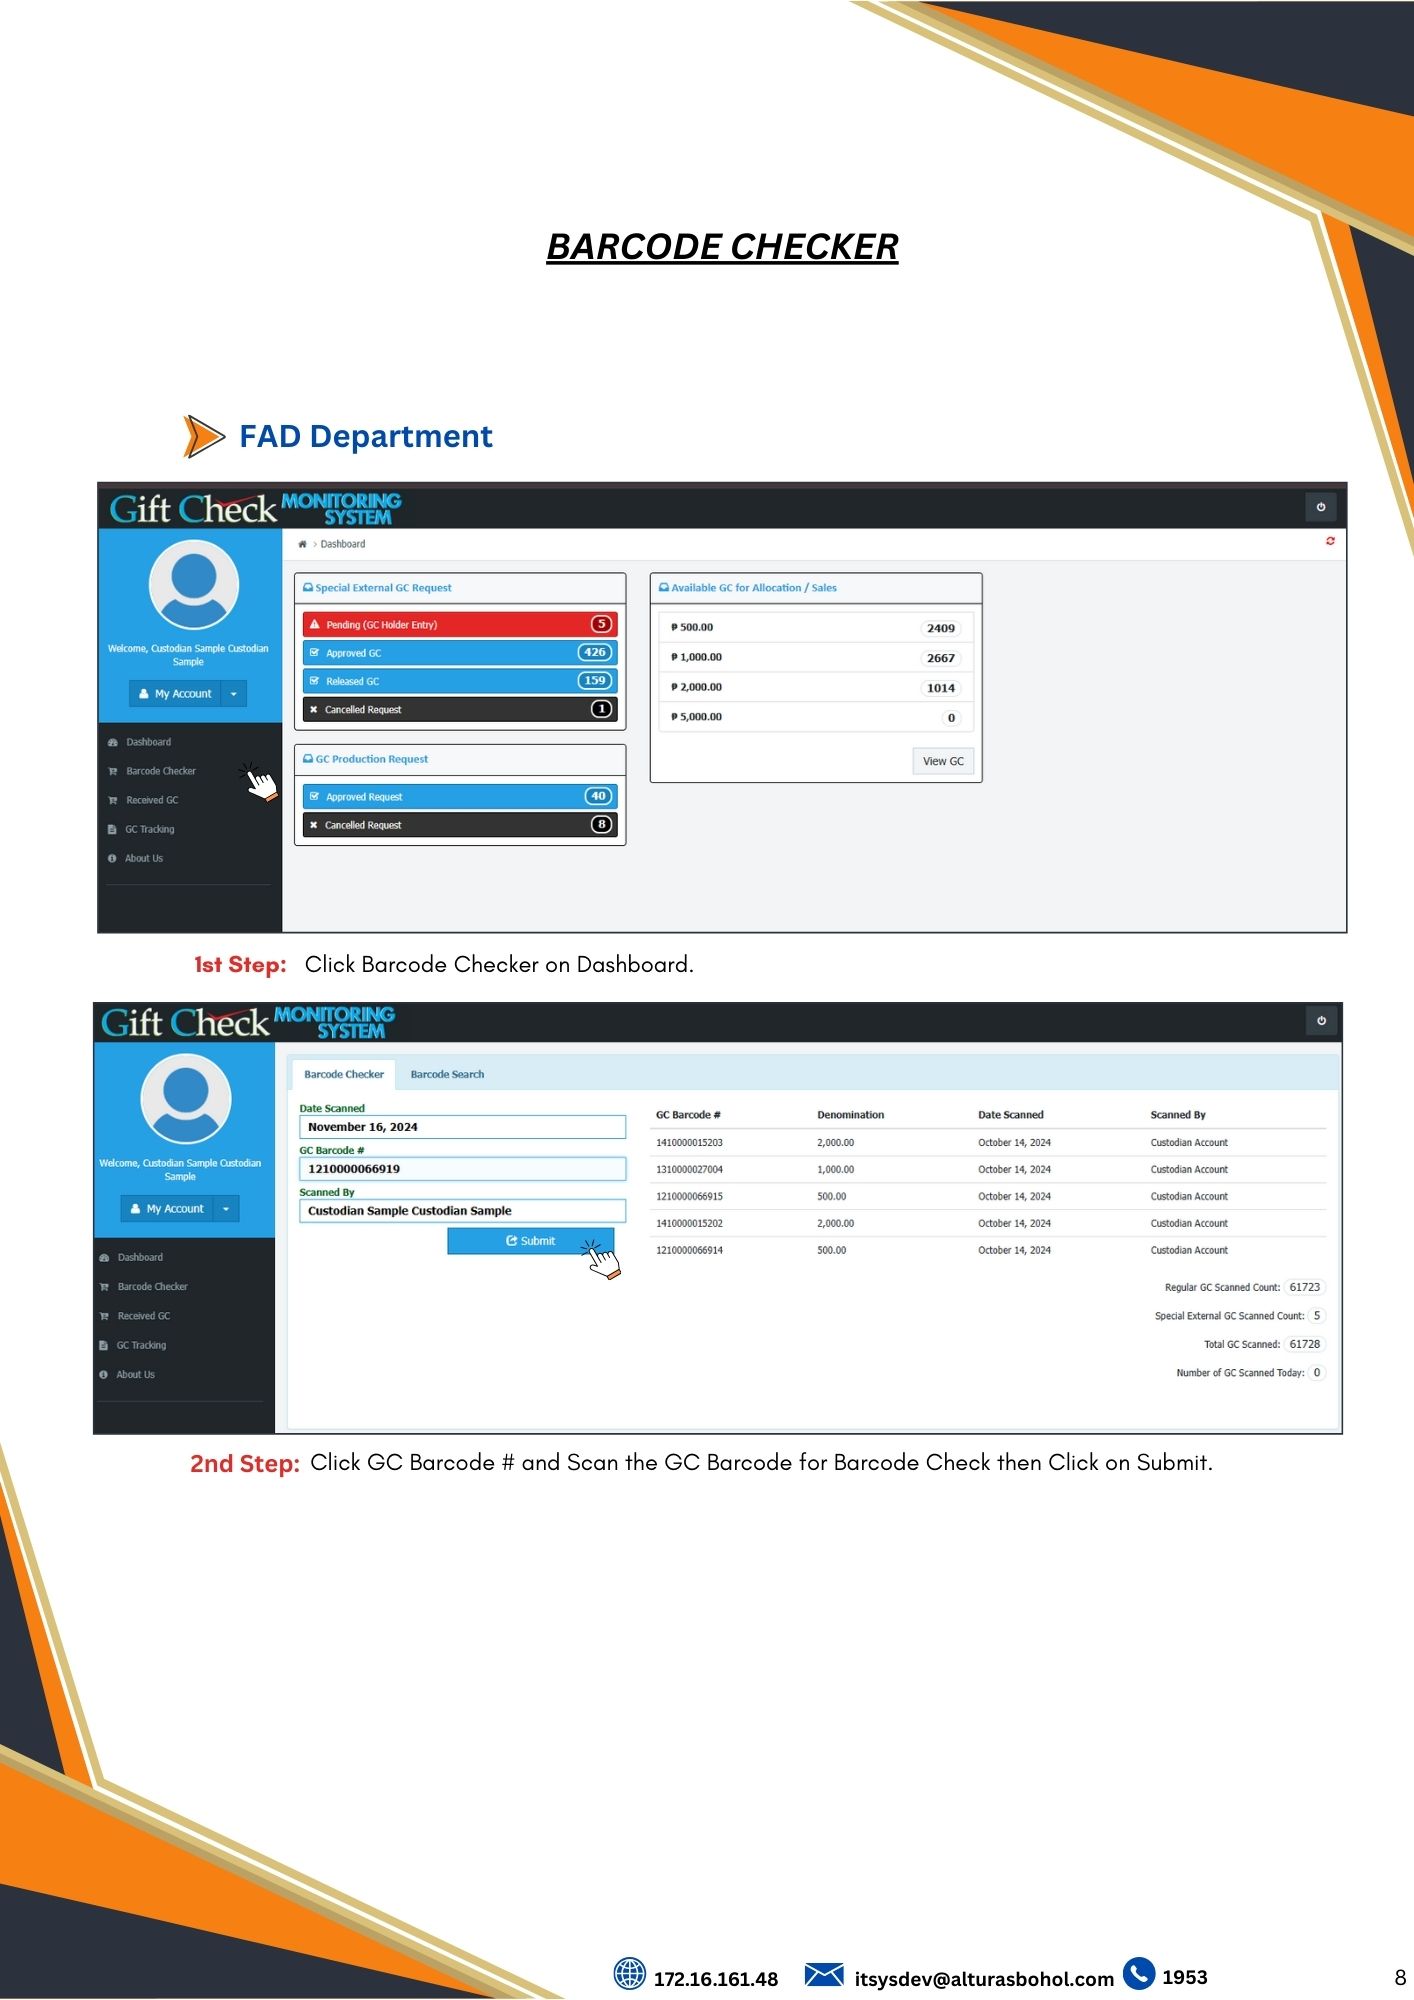 BARCODE CHECKER
FAD Department
Gift Check MONITORING SYSTEM
> Dashboard
Welcome, Custodian Sample Custodian
Sample
My Account
Dashboard
Barcode Checker
Received GC
GC Tracking
About Us
Special External GC Request
Pending (GC Holder Entry) 5
Approved GC 426
Released GC 159
Cancelled Request 1
GC Production Request
Approved Request 40
Cancelled Request 8
Available GC for Allocation / Sales
₱ 500.00 2409
₱ 1,000.00 2667
₱ 2,000.00 1014
₱ 5,000.00 0
View GC
1st Step: Click Barcode Checker on Dashboard.
Gift Check MONITORING SYSTEM
Welcome, Custodian Sample Custodian
Sample
My Account
Dashboard
Barcode Checker
Received GC
GC Tracking
About Us
Barcode Checker Barcode Search
Date Scanned
November 16, 2024
GC Barcode #
1210000066919
Scanned By
Custodian Sample Custodian Sample
Submit
GC Barcode # Denomination Date Scanned Scanned By
1410000015203 2,000.00 October 14, 2024 Custodian Account
1310000027004 1,000.00 October 14, 2024 Custodian Account
1210000066915 500.00 October 14, 2024 Custodian Account
1410000015202 2,000.00 October 14, 2024 Custodian Account
1210000066914 500.00 October 14, 2024 Custodian Account
Regular GC Scanned Count: 61723
Special External GC Scanned Count: 5
Total GC Scanned: 61728
Number of GC Scanned Today: 0
2nd Step: Click GC Barcode # and Scan the GC Barcode for Barcode Check then Click on Submit.
172.16.161.48 itsysdev@alturasbohol.com 1953
8